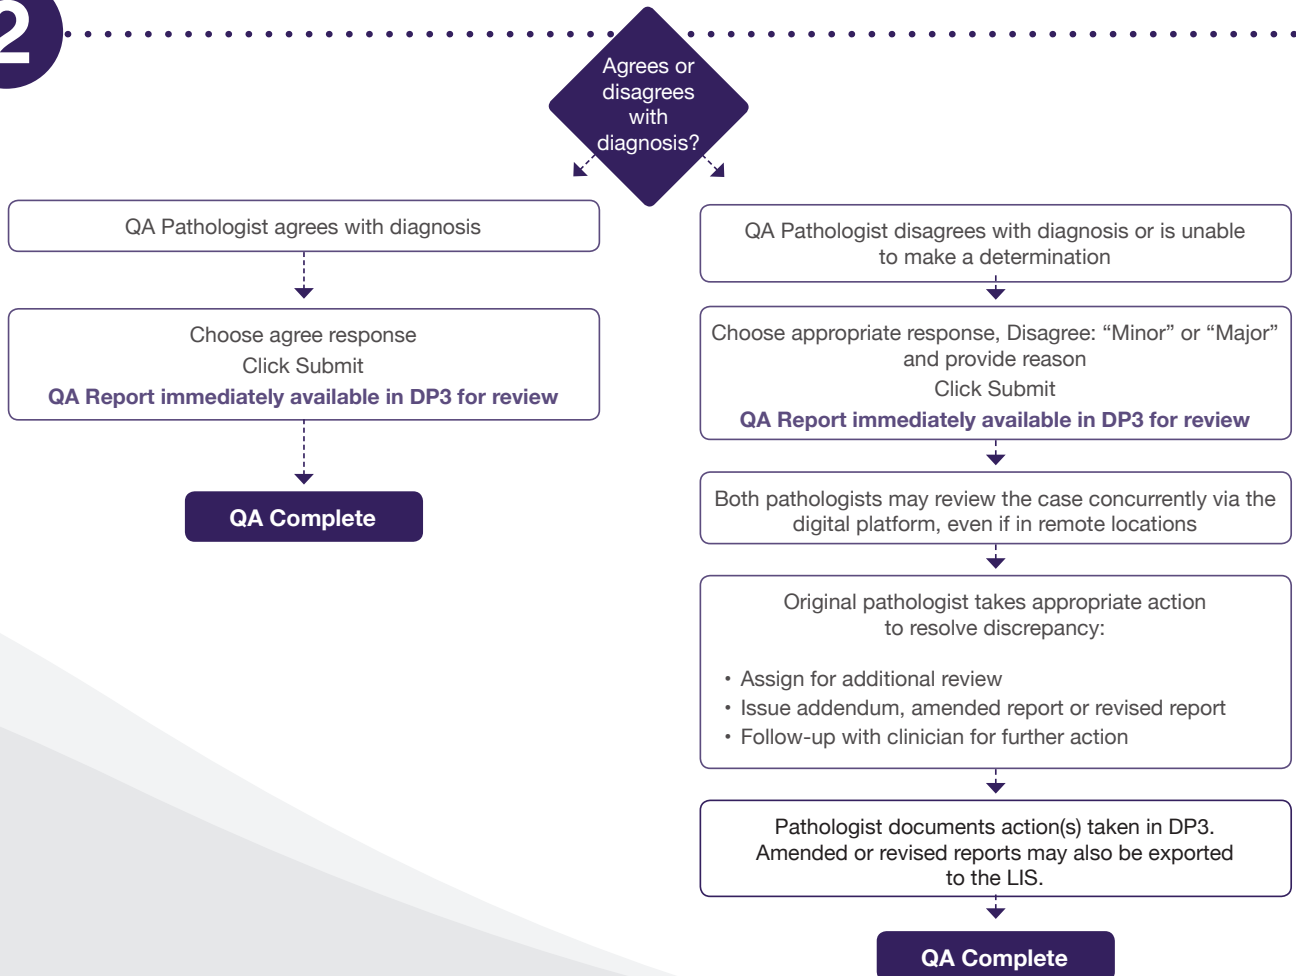 2
Agrees or
disagrees
with
diagnosis?
QA Pathologist agrees with diagnosis
Choose agree response
Click Submit
QA Report immediately available in DP3 for review
QA Complete
QA Pathologist disagrees with diagnosis or is unable
to make a determination
Choose appropriate response, Disagree: “Minor” or “Major”
and provide reason
Click Submit
QA Report immediately available in DP3 for review
Both pathologists may review the case concurrently via the
digital platform, even if in remote locations
Original pathologist takes appropriate action
to resolve discrepancy:
• Assign for additional review
• Issue addendum, amended report or revised report
• Follow-up with clinician for further action
Pathologist documents action(s) taken in DP3.
Amended or revised reports may also be exported
to the LIS.
QA Complete